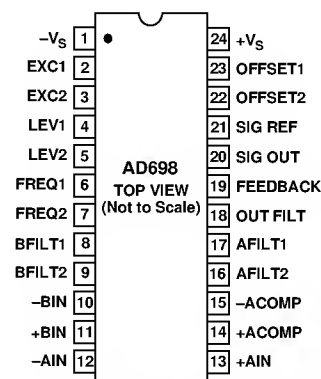 −VS 1 24 +VS
EXC1 2 23 OFFSET1
EXC2 3 22 OFFSET2
LEV1 4 21 SIG REF
LEV2 5 20 SIG OUT
FREQ1 6 AD698 19 FEEDBACK
TOP VIEW
FREQ2 7 (Not to Scale) 18 OUT FILT
BFILT1 8 17 AFILT1
BFILT2 9 16 AFILT2
−BIN 10 15 −ACOMP
+BIN 11 14 +ACOMP
−AIN 12 13 +AIN